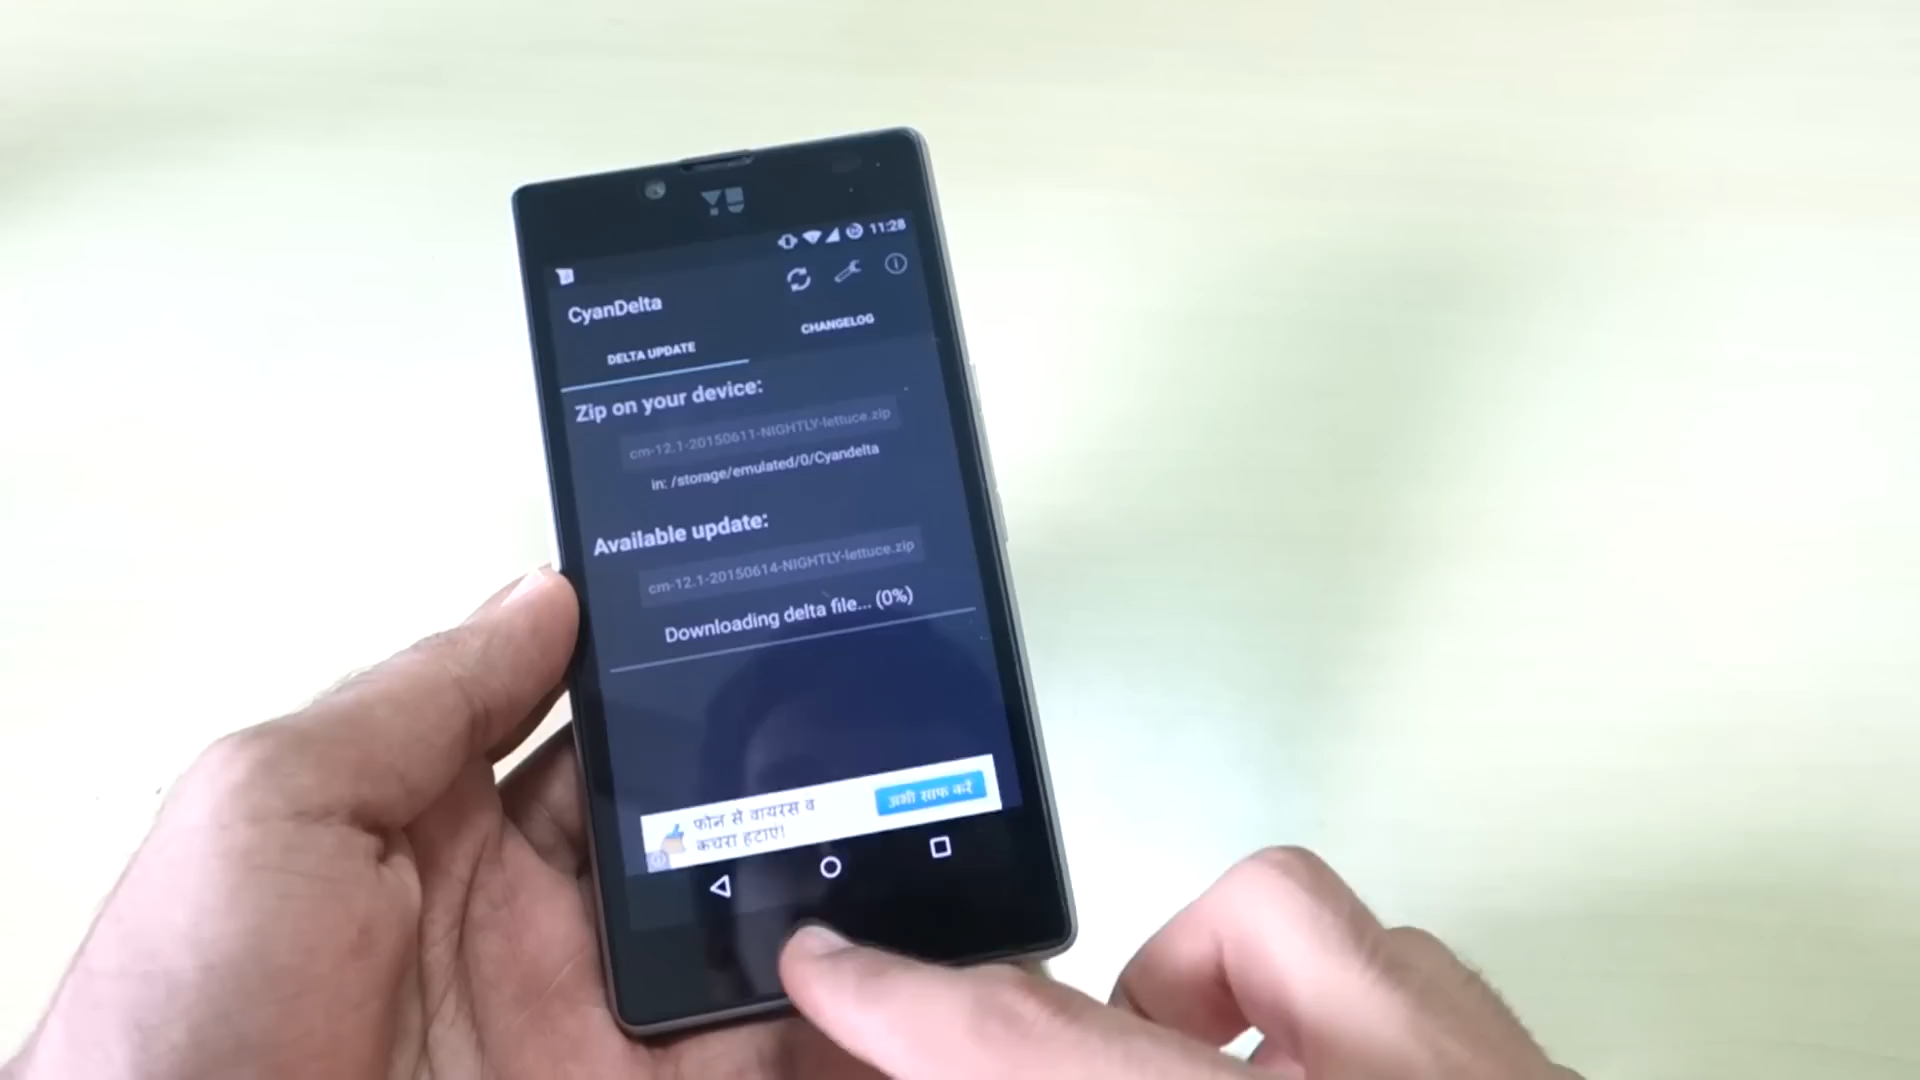 YU
11:28
CyanDelta
DELTA UPDATE
CHANGELOG
Zip on your device:
cm-12.1-20150611-NIGHTLY-lettuce.zip
in: /storage/emulated/0/Cyandelta
Available update:
cm-12.1-20150614-NIGHTLY-lettuce.zip
Downloading delta file... (0%)
फोन से वायरस व
कचरा हटाएं!
अभी साफ करें